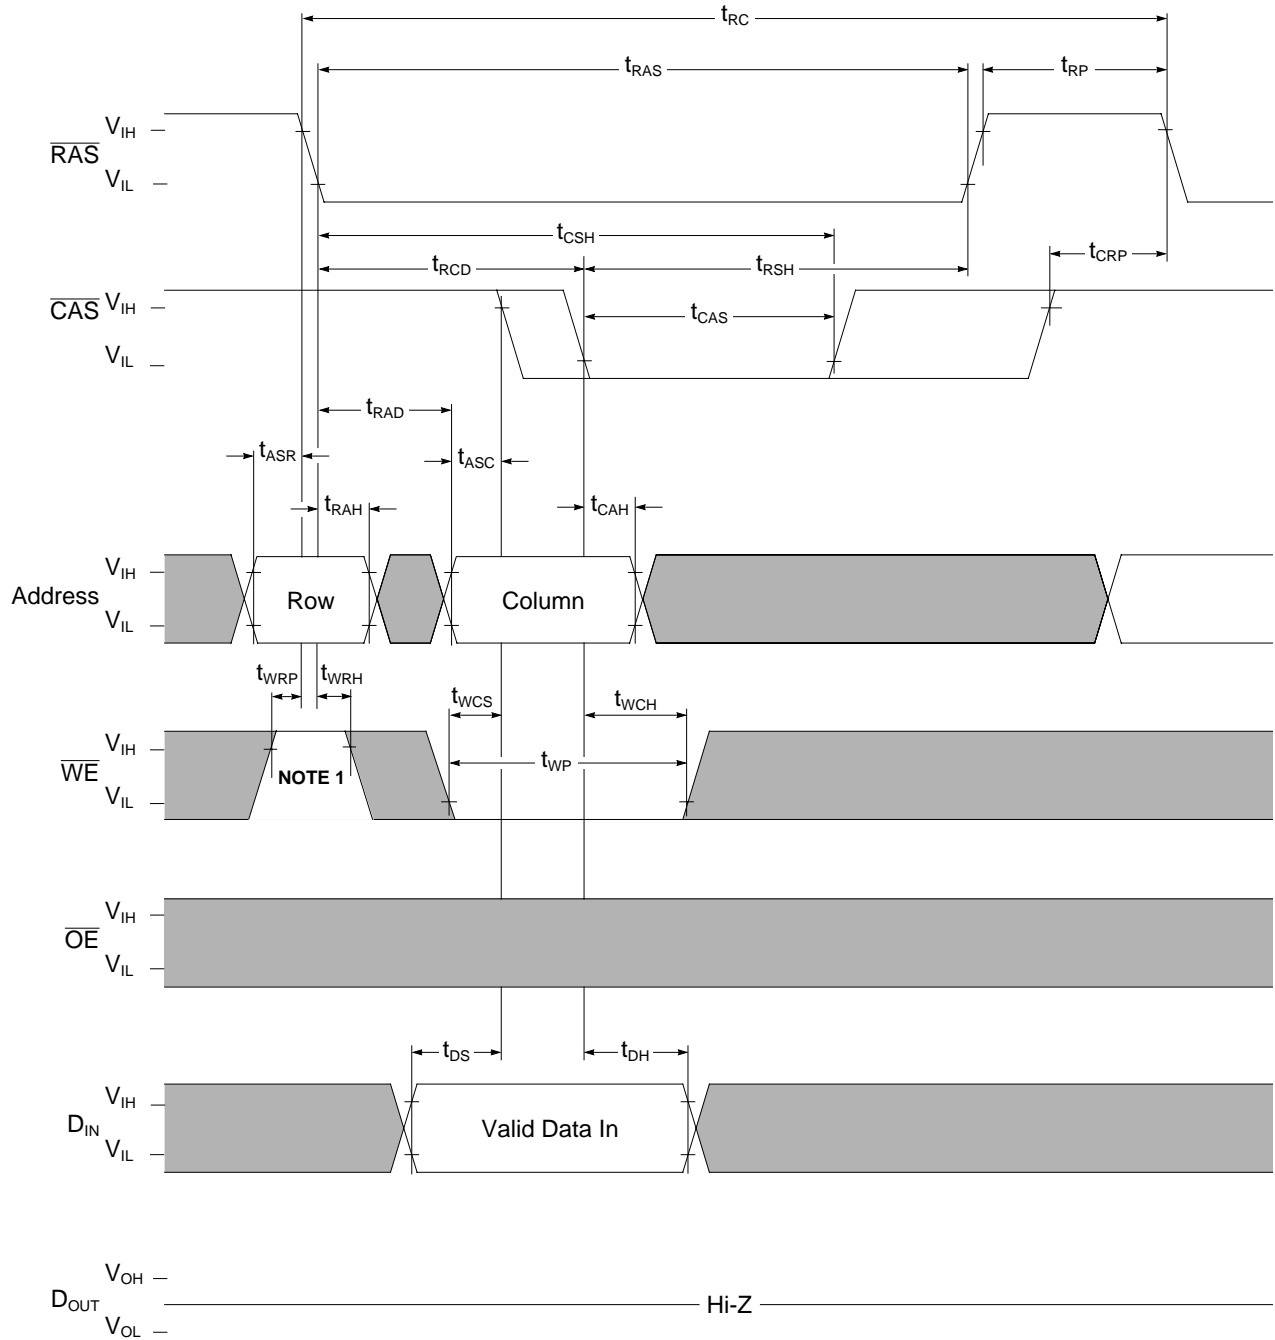 tRC
tRAS
tRP
VIH
RAS
VIL
tCSH
tRCD
tRSH
tCRP
CAS VIH
tCAS
VIL
tRAD
tASR
tASC
tRAH
tCAH
VIH
Address
Row
Column
VIL
tWRP
tWRH
tWCS
tWCH
VIH
WE
NOTE 1
tWP
VIL
VIH
OE
VIL
tDS
tDH
VIH
DIN
Valid Data In
VIL
VOH
DOUT
Hi-Z
VOL